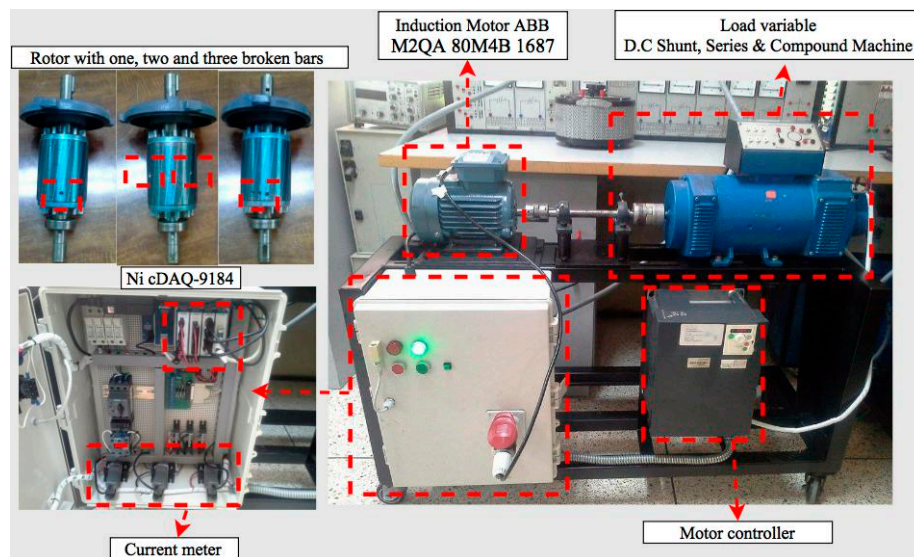 Induction Motor ABB
M2QA 80M4B 1687
Load variable
D.C Shunt, Series & Compound Machine
Rotor with one, two and three broken bars
Ni cDAQ-9184
Current meter
Motor controller